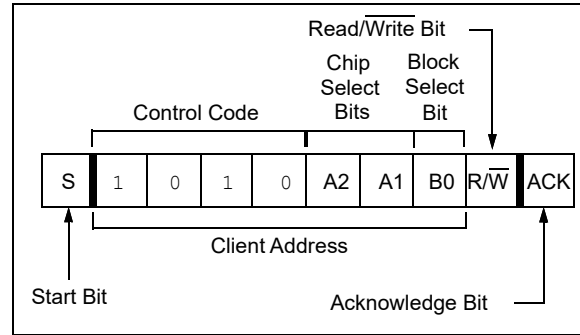 Read/Write Bit
Chip Select Bits
Block Select Bit
Control Code
S 1 0 1 0 A2 A1 B0 R/W ACK
Client Address
Start Bit
Acknowledge Bit